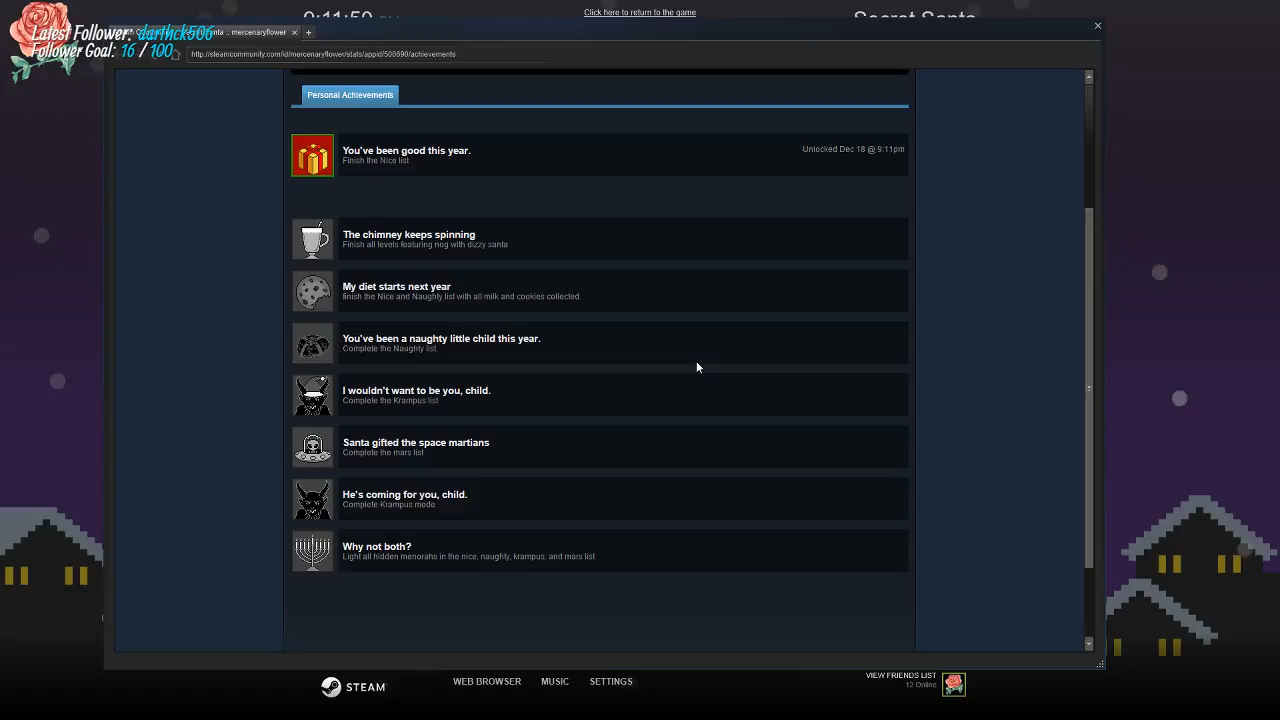 9:11:50
Click here to return to the game
Secret Santa
Latest Follower: darthck506
Follower Goal: 16 / 100
:: mercenaryflower
http://steamcommunity.com/id/mercenaryflower/stats/appid/500690/achievements
Personal Achievements
You've been good this year.
Finish the Nice list
Unlocked Dec 18 @ 9:11pm
The chimney keeps spinning
Finish all levels featuring nog with dizzy santa
My diet starts next year
finish the Nice and Naughty list with all milk and cookies collected.
You've been a naughty little child this year.
Complete the Naughty list
I wouldn't want to be you, child.
Complete the Krampus list
Santa gifted the space martians
Complete the mars list
He's coming for you, child.
Complete Krampus mode
Why not both?
Light all hidden menorahs in the nice, naughty, krampus, and mars list
STEAM
WEB BROWSER
MUSIC
SETTINGS
VIEW FRIENDS LIST
12 Online